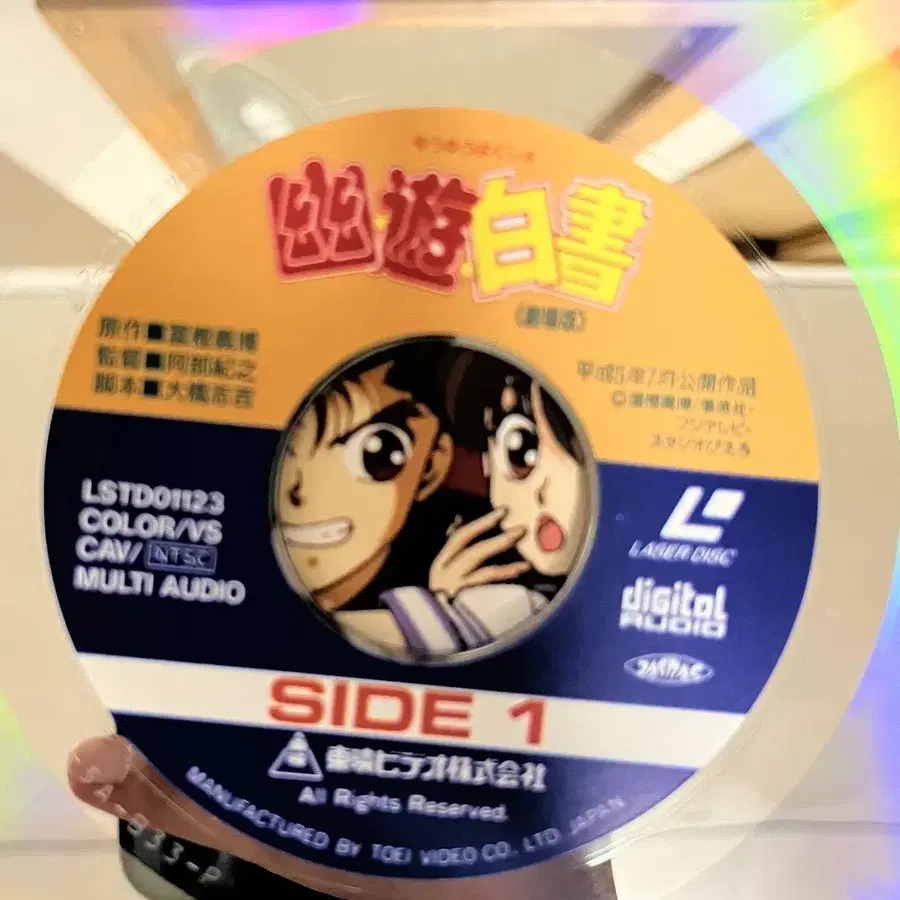 ゆうゆうはくしょ
幽遊白書
(劇場版)
原作■冨樫義博
監督■阿部紀之
脚本■大橋志吉
平成5年7月公開作品
©冨樫義博/集英社・
フジテレビ・
スタジオぴえろ
LSTD01123
COLOR/VS
CAV/ NTSC
MULTI AUDIO
LASER DISC
digital
AUDIO
SIDE 1
東映ビデオ株式会社
All Rights Reserved.
MANUFACTURED BY TOEI VIDEO CO., LTD. JAPAN